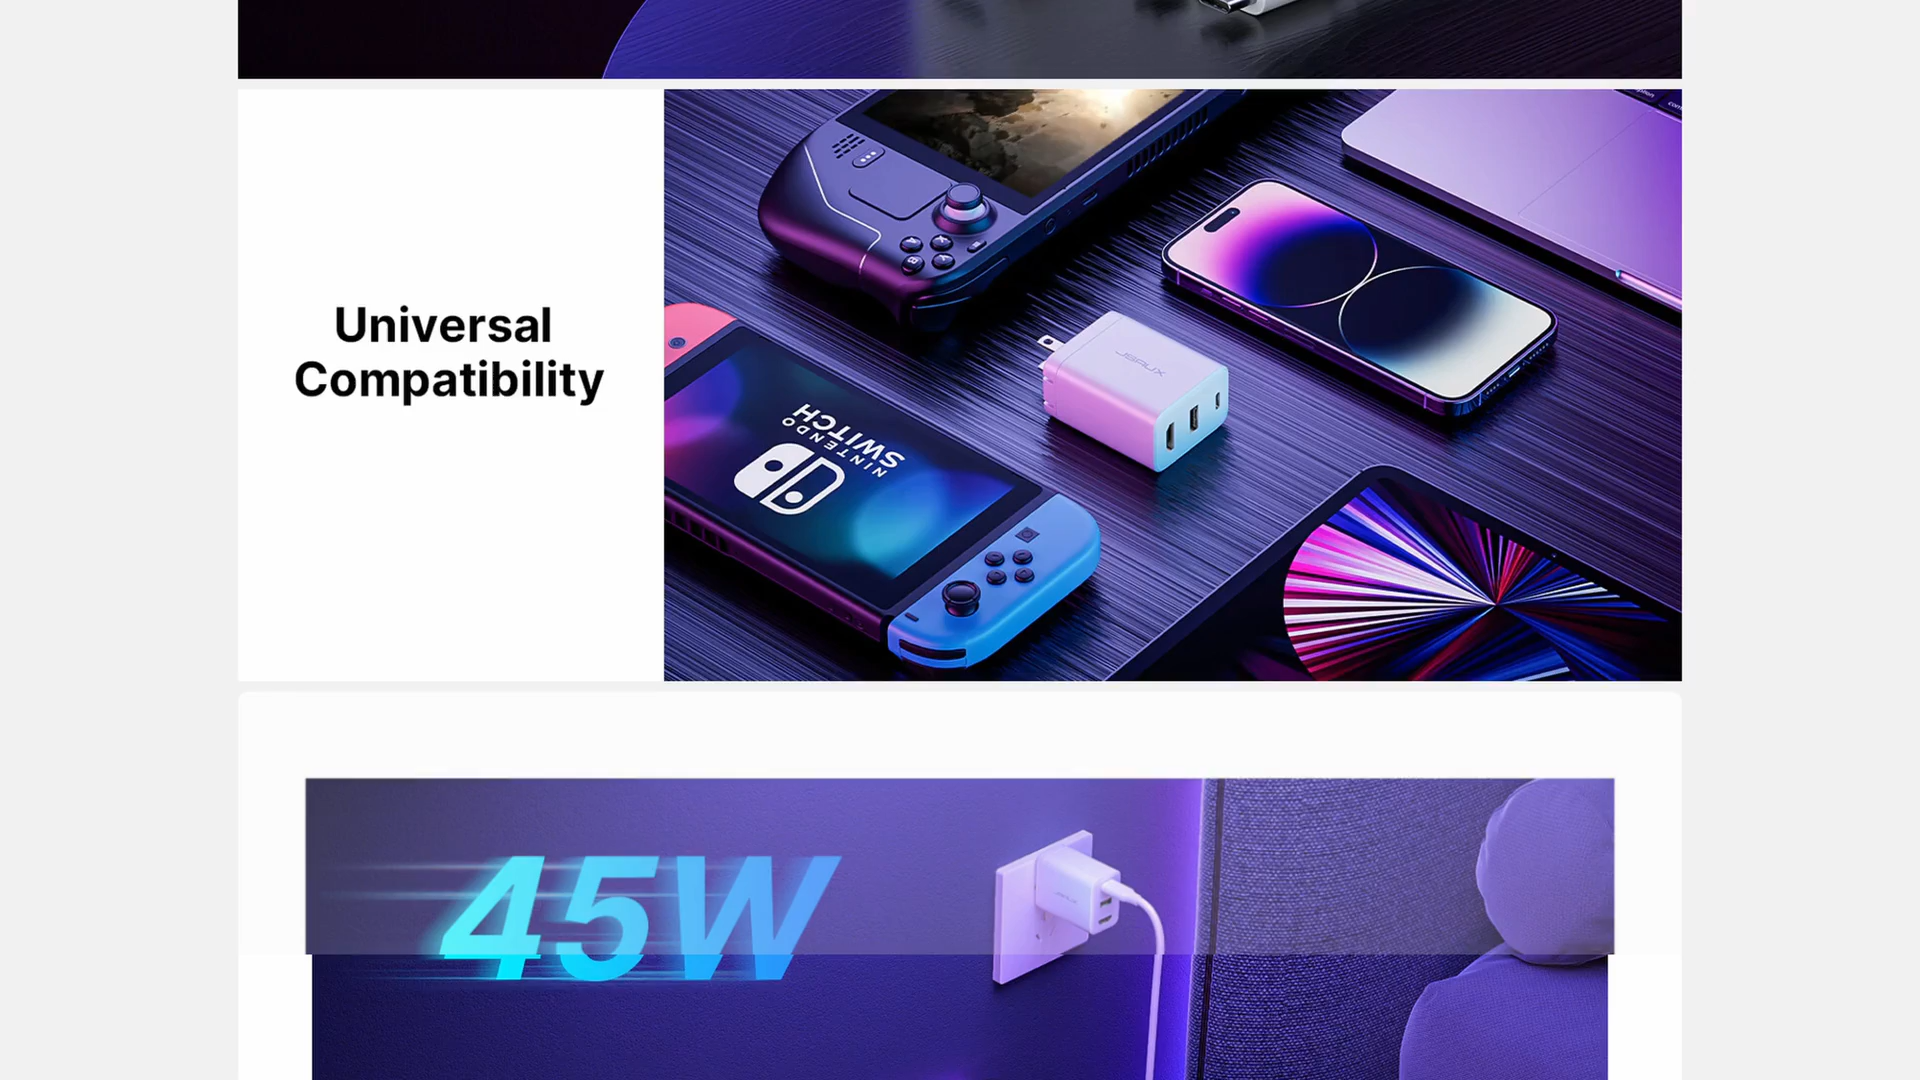 Universal
Compatibility
NINTENDO
SWITCH
45W